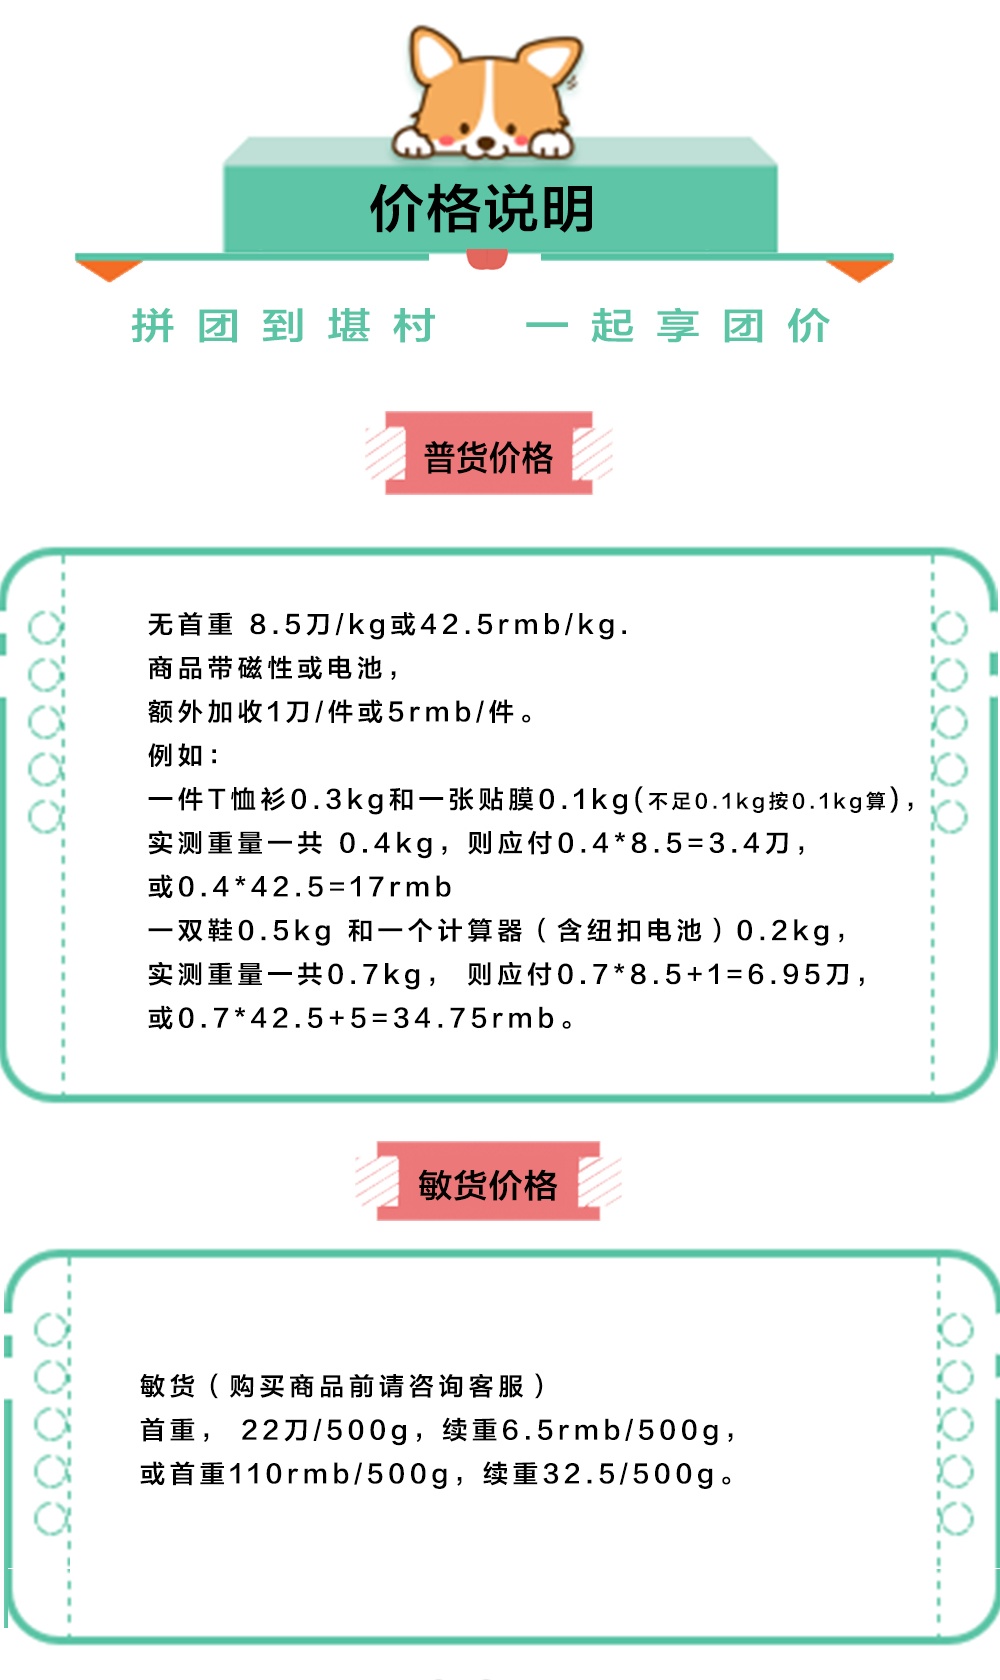 价格说明
拼团到堪村 一起享团价
普货价格
无首重 8.5刀/kg或42.5rmb/kg.
商品带磁性或电池，
额外加收1刀/件或5rmb/件。
例如：
一件T恤衫0.3kg和一张贴膜0.1kg(不足0.1kg按0.1kg算)，
实测重量一共 0.4kg，则应付0.4*8.5=3.4刀，
或0.4*42.5=17rmb
一双鞋0.5kg 和一个计算器（含纽扣电池）0.2kg，
实测重量一共0.7kg， 则应付0.7*8.5+1=6.95刀，
或0.7*42.5+5=34.75rmb。
敏货价格
敏货（购买商品前请咨询客服）
首重， 22刀/500g，续重6.5rmb/500g，
或首重110rmb/500g，续重32.5/500g。